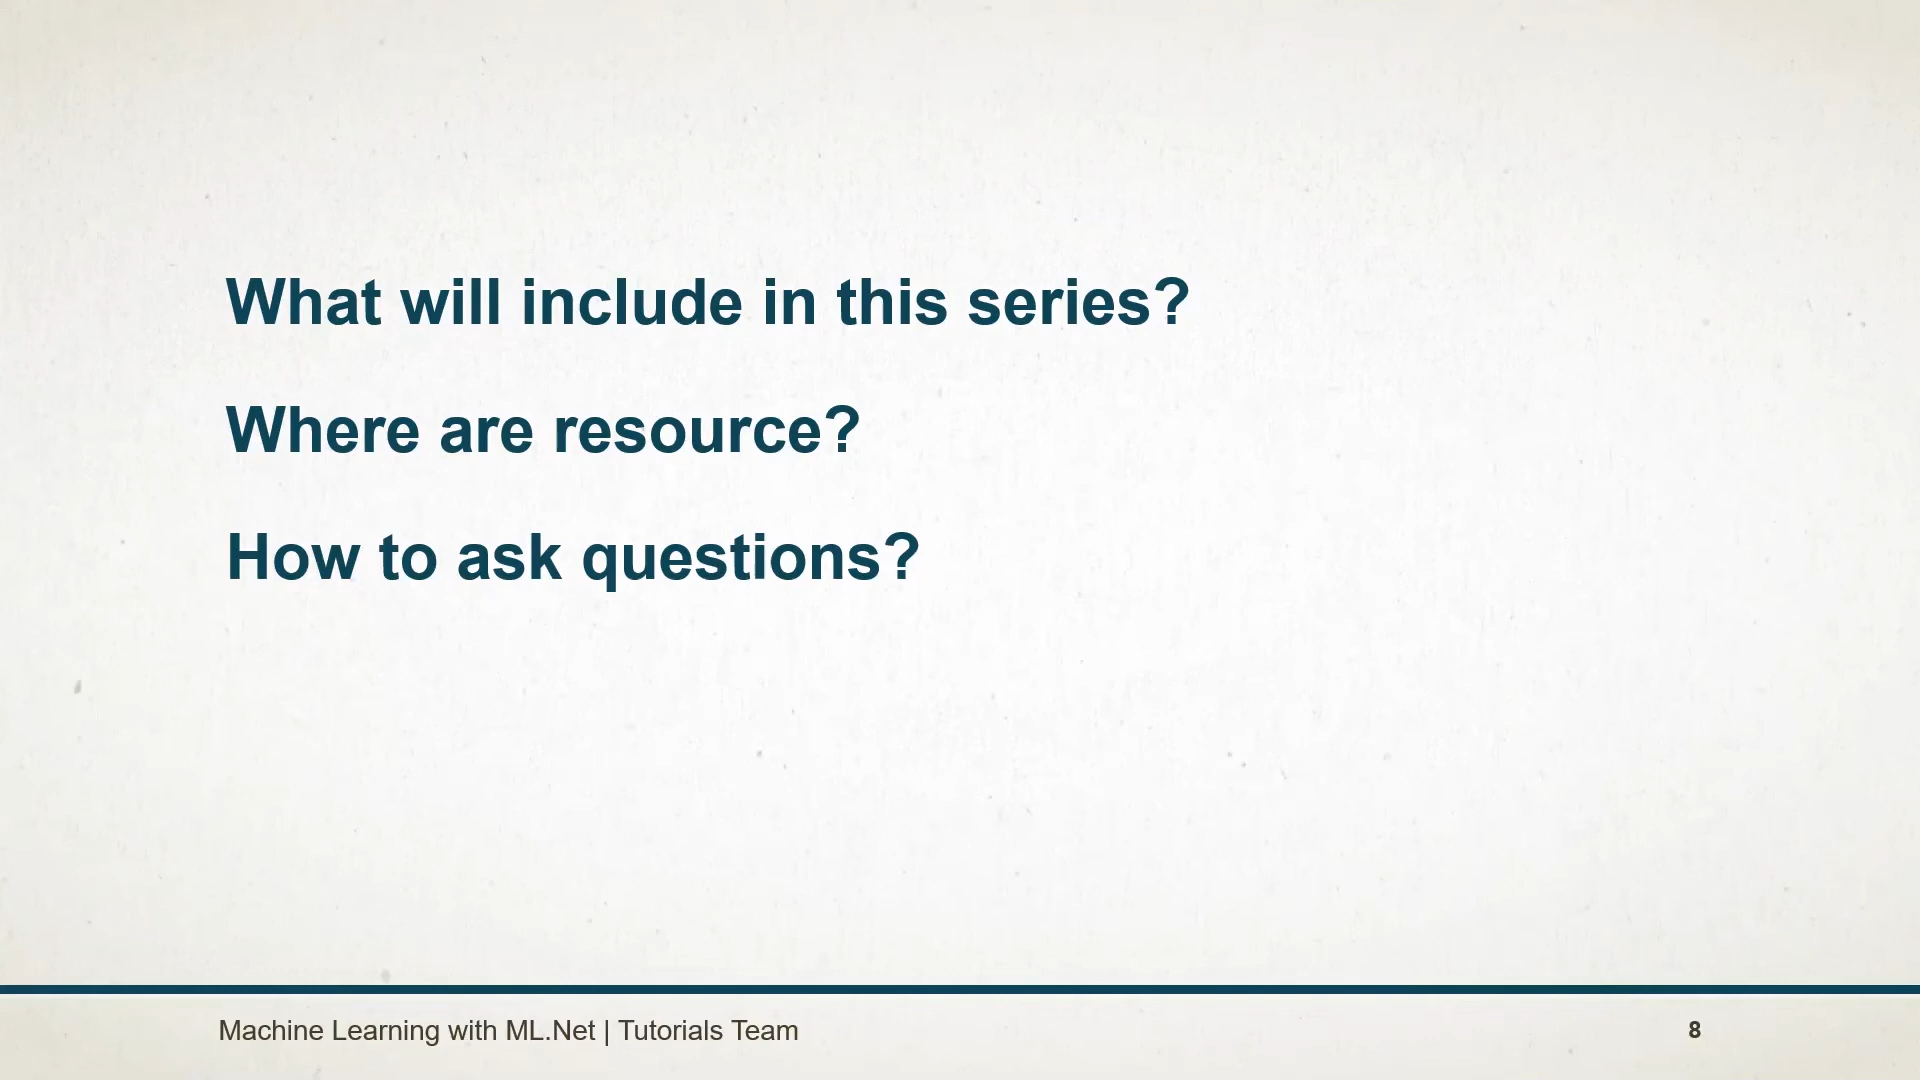 What will include in this series?
Where are resource?
How to ask questions?
Machine Learning with ML.Net | Tutorials Team
8